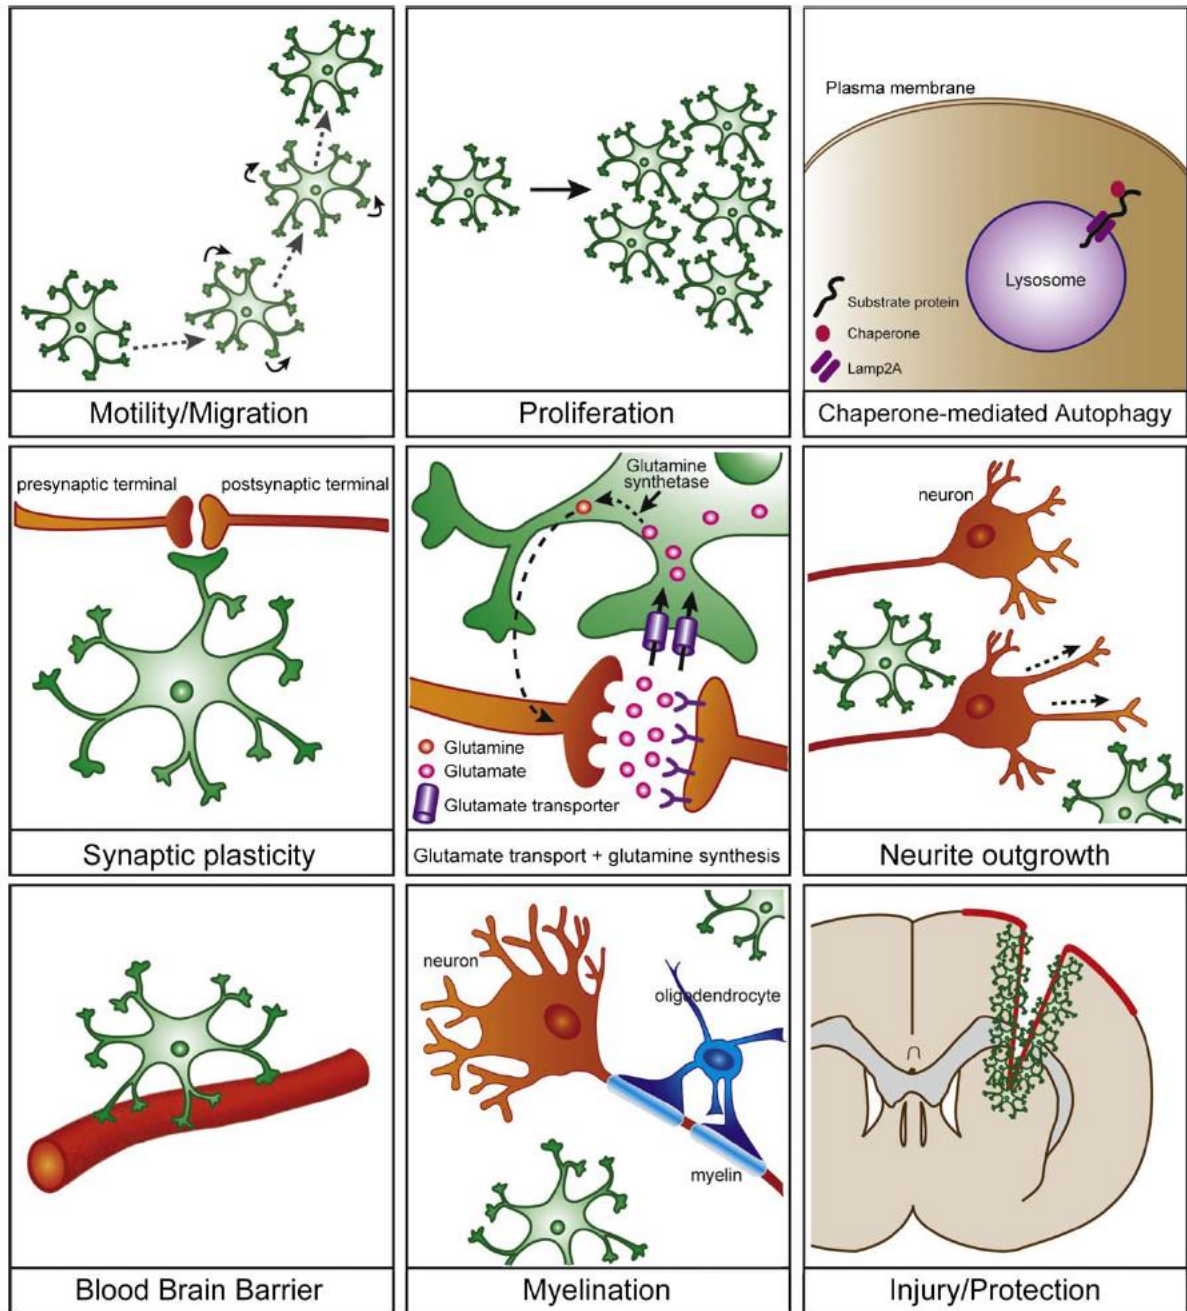 Motility/Migration
Proliferation
Plasma membrane
Lysosome
Substrate protein
Chaperone
Lamp2A
Chaperone-mediated Autophagy
presynaptic terminal
postsynaptic terminal
Synaptic plasticity
Glutamine
synthetase
Glutamine
Glutamate
Glutamate transporter
Glutamate transport + glutamine synthesis
neuron
Neurite outgrowth
Blood Brain Barrier
neuron
oligodendrocyte
myelin
Myelination
Injury/Protection